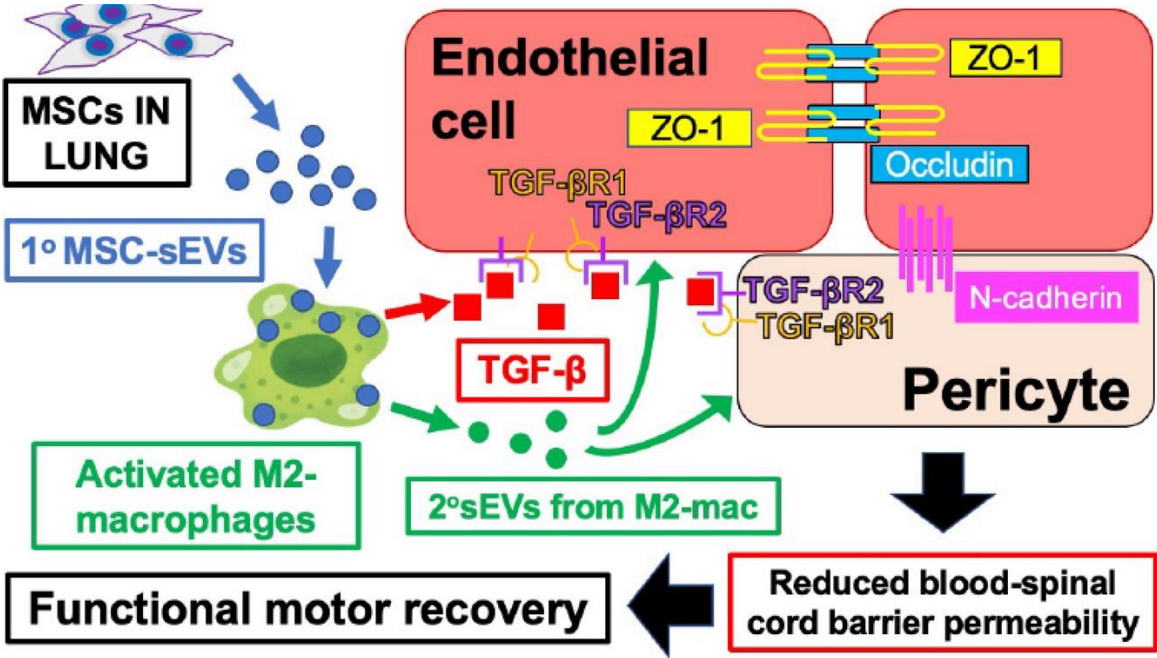 MSCs IN
LUNG
1º MSC-sEVs
Activated M2-
macrophages
Endothelial
cell
ZO-1
ZO-1
Occludin
TGF-βR1
TGF-βR2
TGF-β
TGF-βR2
TGF-βR1
N-cadherin
Pericyte
2ºsEVs from M2-mac
Reduced blood-spinal
cord barrier permeability
Functional motor recovery